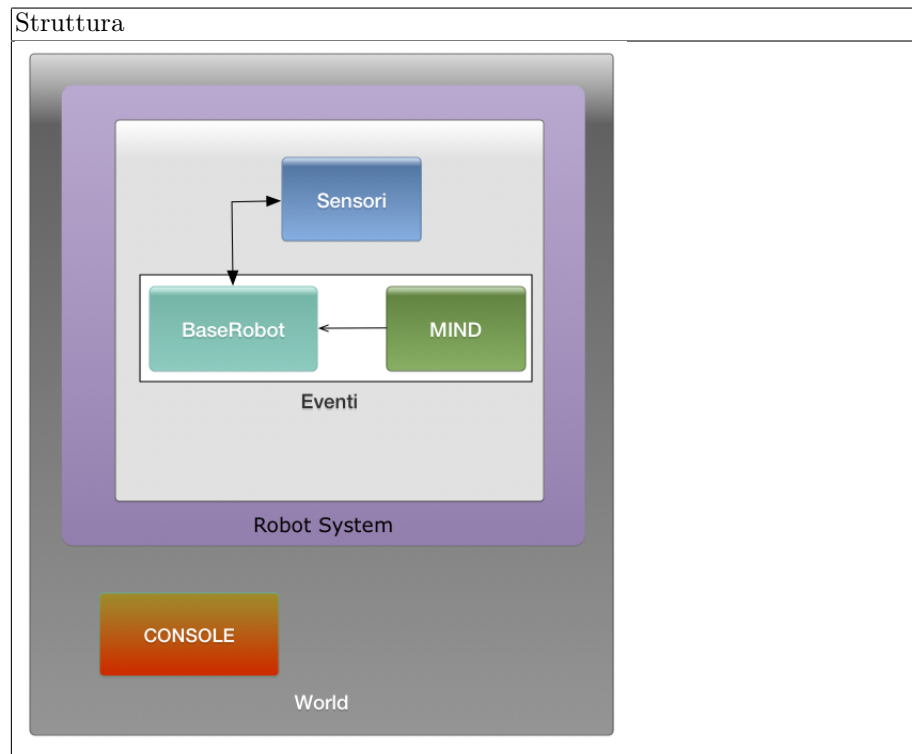 Struttura
Sensori
BaseRobot
MIND
Eventi
Robot System
CONSOLE
World